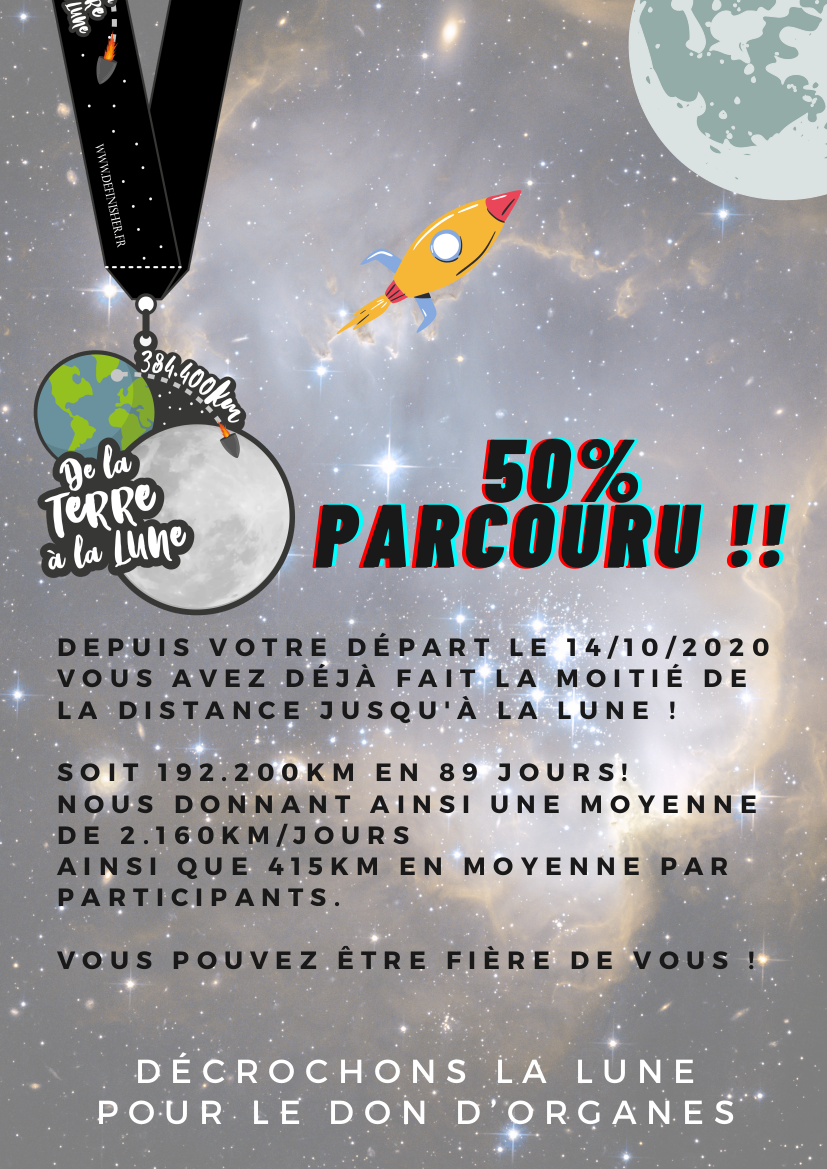 RRE
LUNE
WWW.DEFINISHER.FR
384.400km
De la
TERRE
à la LUNE
50%
PARCOURU !!
DEPUIS VOTRE DÉPART LE 14/10/2020
VOUS AVEZ DÉJÀ FAIT LA MOITIÉ DE
LA DISTANCE JUSQU'À LA LUNE !
SOIT 192.200KM EN 89 JOURS!
NOUS DONNANT AINSI UNE MOYENNE
DE 2.160KM/JOURS
AINSI QUE 415KM EN MOYENNE PAR
PARTICIPANTS.
VOUS POUVEZ ÊTRE FIÈRE DE VOUS !
DÉCROCHONS LA LUNE
POUR LE DON D'ORGANES